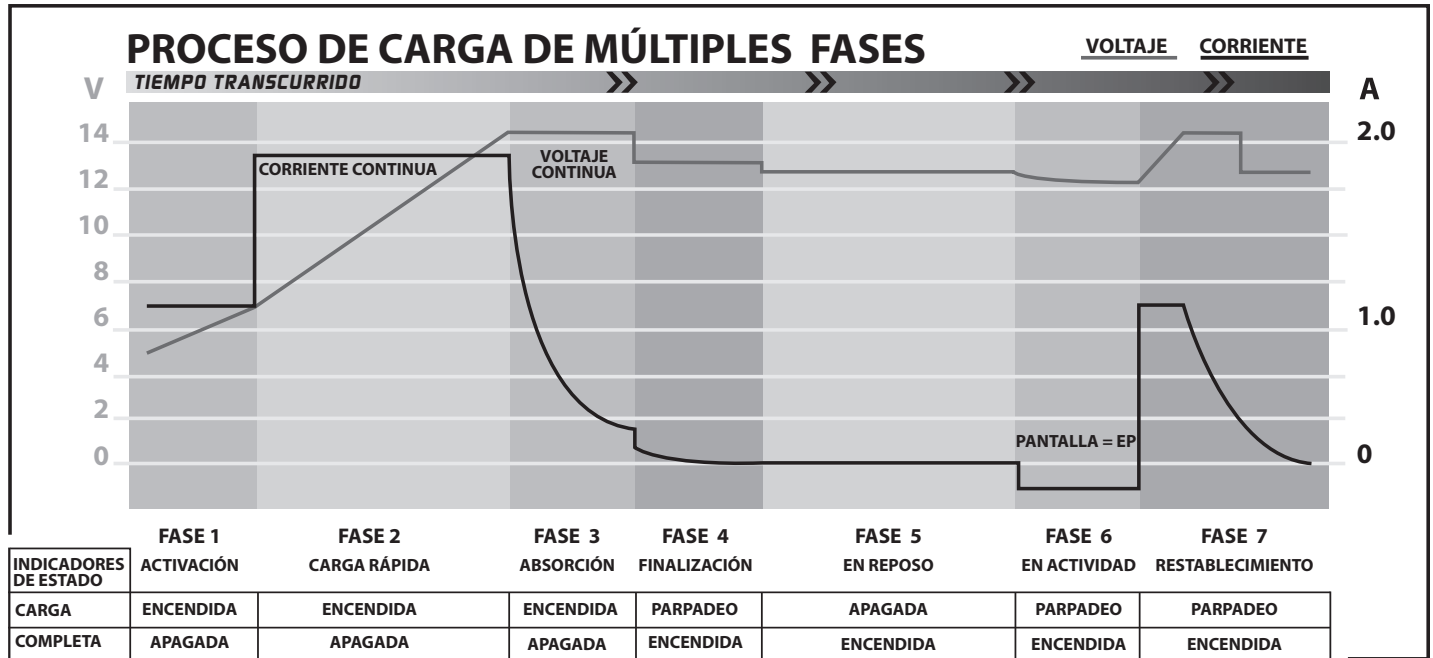 PROCESO DE CARGA DE MÚLTIPLES FASES
VOLTAJE CORRIENTE
V TIEMPO TRANSCURRIDO A
14 2.0
CORRIENTE CONTINUA
VOLTAJE
CONTINUA
12
10
8
6 1.0
4
2
PANTALLA = EP
0 0
FASE 1 FASE 2 FASE 3 FASE 4 FASE 5 FASE 6 FASE 7
INDICADORES
DE ESTADO
ACTIVACIÓN CARGA RÁPIDA ABSORCIÓN FINALIZACIÓN EN REPOSO EN ACTIVIDAD RESTABLECIMIENTO
CARGA ENCENDIDA ENCENDIDA ENCENDIDA PARPADEO APAGADA PARPADEO PARPADEO
COMPLETA APAGADA APAGADA APAGADA ENCENDIDA ENCENDIDA ENCENDIDA ENCENDIDA